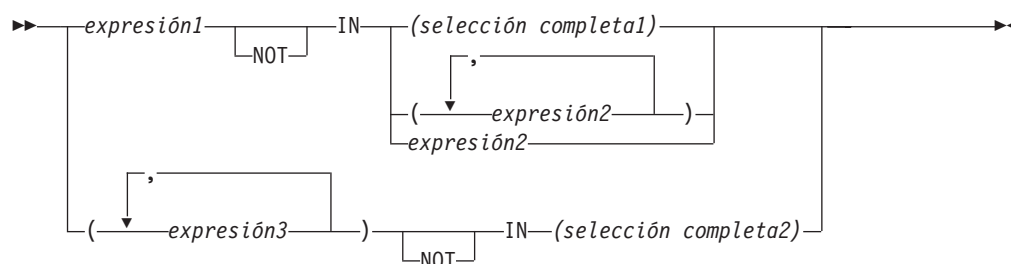 expresión1 NOT IN (selección completa1)
,
( expresión2 )
expresión2
,
( expresión3 ) NOT IN (selección completa2)